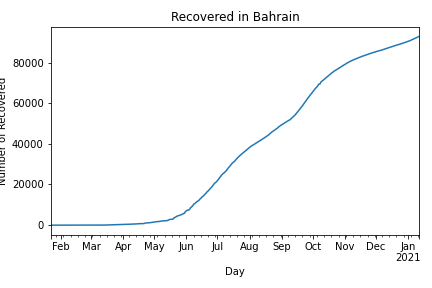 Recovered in Bahrain
Number of Recovered
80000
60000
40000
20000
0
Feb Mar Apr May Jun Jul Aug Sep Oct Nov Dec Jan
2021
Day